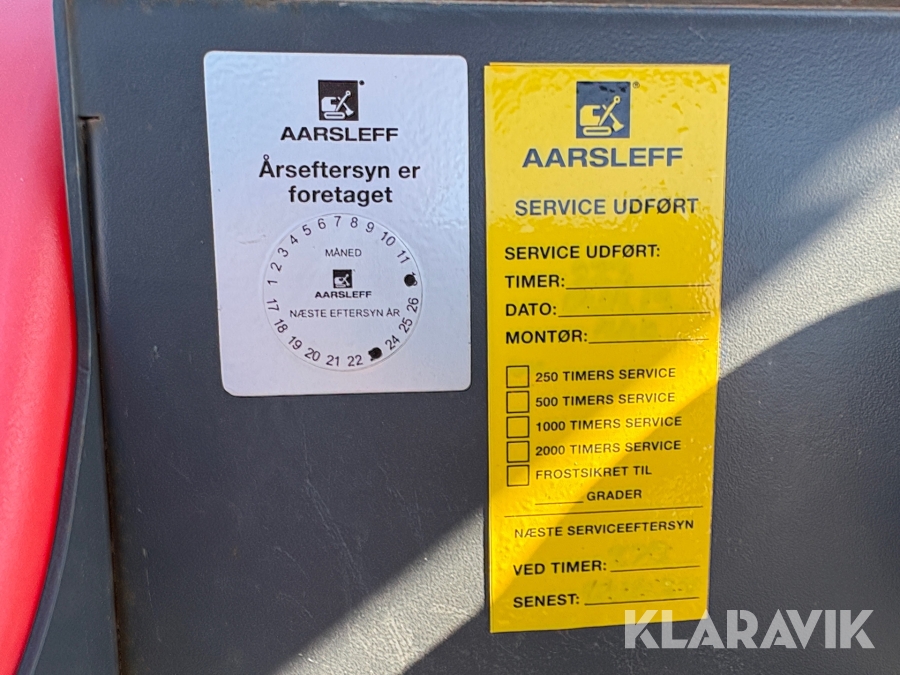 AARSLEFF
Årseftersyn er
foretaget
1 2 3 4 5 6 7 8 9 10 11
MÅNED
AARSLEFF
NÆSTE EFTERSYN ÅR
17 18 19 20 21 22 24 25 26
AARSLEFF
SERVICE UDFØRT
SERVICE UDFØRT:
TIMER:
DATO:
MONTØR:
250 TIMERS SERVICE
500 TIMERS SERVICE
1000 TIMERS SERVICE
2000 TIMERS SERVICE
FROSTSIKRET TIL
GRADER
NÆSTE SERVICEEFTERSYN
VED TIMER:
SENEST:
KLARAVIK